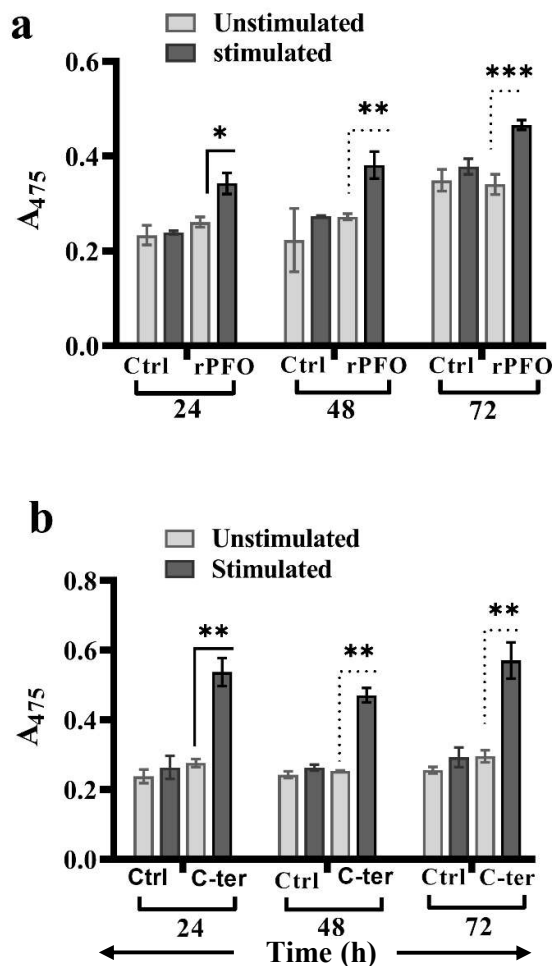 a
Unstimulated
stimulated
*
**
***
0.6
0.4
0.2
0.0
A475
Ctrl rPFO Ctrl rPFO Ctrl rPFO
24 48 72
b
Unstimulated
Stimulated
**
**
**
0.8
0.6
0.4
0.2
0.0
A475
Ctrl C-ter Ctrl C-ter Ctrl C-ter
24 48 72
Time (h)